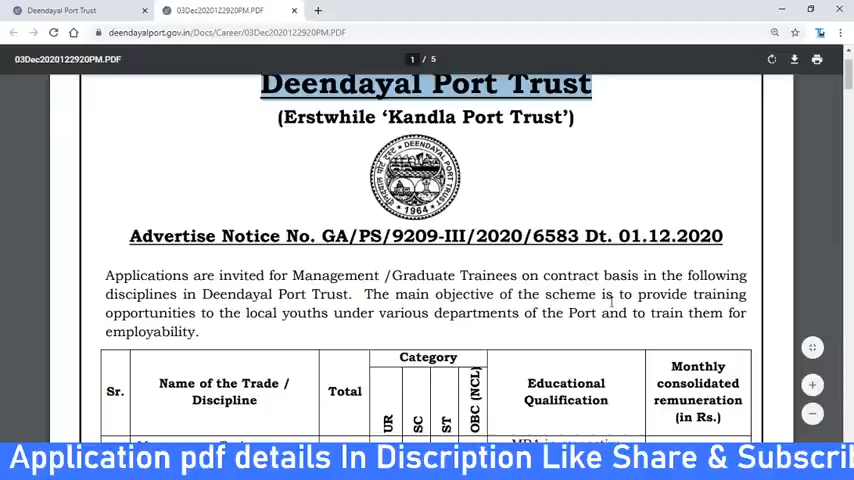 Deendayal Port Trust
03Dec2020122920PM.PDF
deendayalport.gov.in/Docs/Career/03Dec2020122920PM.PDF
03Dec2020122920PM.PDF
1 / 5
Deendayal Port Trust
(Erstwhile ‘Kandla Port Trust’)
DEENDAYAL PORT TRUST
1964
Advertise Notice No. GA/PS/9209-III/2020/6583 Dt. 01.12.2020
Applications are invited for Management /Graduate Trainees on contract basis in the following
disciplines in Deendayal Port Trust. The main objective of the scheme is to provide training
opportunities to the local youths under various departments of the Port and to train them for
employability.
Sr.
Name of the Trade /
Discipline
Total
Category
UR
SC
ST
OBC (NCL)
Educational
Qualification
Monthly
consolidated
remuneration
(in Rs.)
Application pdf details In Discription Like Share & Subscrib